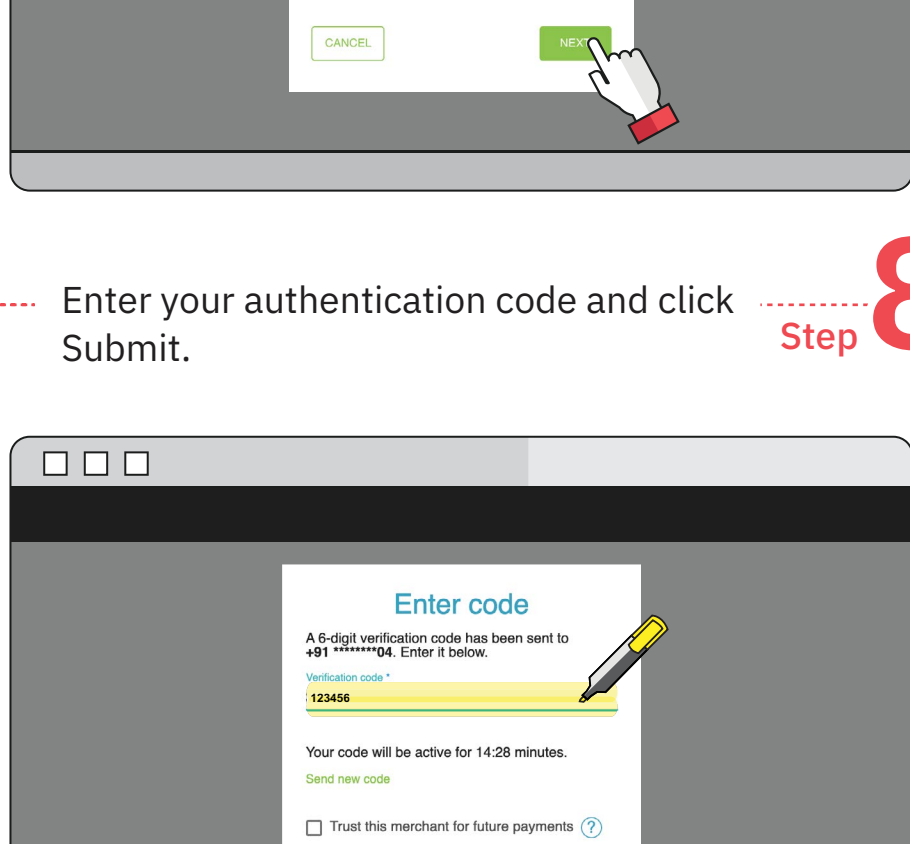 CANCEL
NEXT
Enter your authentication code and click
Submit.
Step 8
Enter code
A 6-digit verification code has been sent to
+91 ********04. Enter it below.
Verification code *
123456
Your code will be active for 14:28 minutes.
Send new code
Trust this merchant for future payments ?